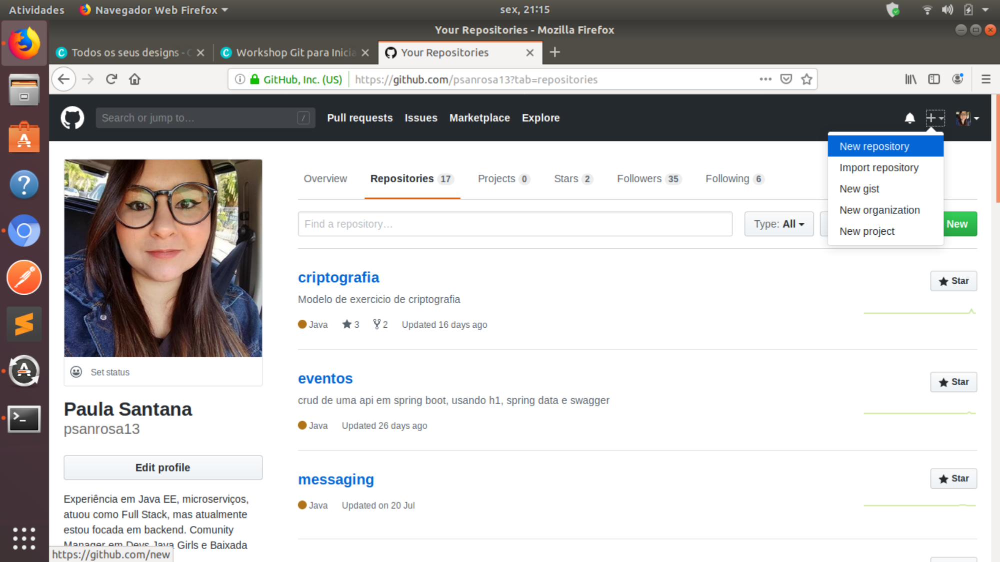 Atividades
Navegador Web Firefox
sex, 21:15
Your Repositories - Mozilla Firefox
Todos os seus designs - C
Workshop Git para Inicia
Your Repositories
GitHub, Inc. (US)
https://github.com/psanrosa13?tab=repositories
Search or jump to…
/
Pull requests
Issues
Marketplace
Explore
New repository
Import repository
New gist
New organization
New project
Overview
Repositories 17
Projects 0
Stars 2
Followers 35
Following 6
Find a repository…
Type: All
New
criptografia
Star
Modelo de exercicio de criptografia
Java 3 2 Updated 16 days ago
eventos
Star
crud de uma api em spring boot, usando h1, spring data e swagger
Java Updated 26 days ago
messaging
Star
Java Updated on 20 Jul
Set status
Paula Santana
psanrosa13
Edit profile
Experiência em Java EE, microserviços,
atuou como Full Stack, mas atualmente
estou focada em backend. Comunity
Manager em Devs Java Girls e Baixada
https://github.com/new